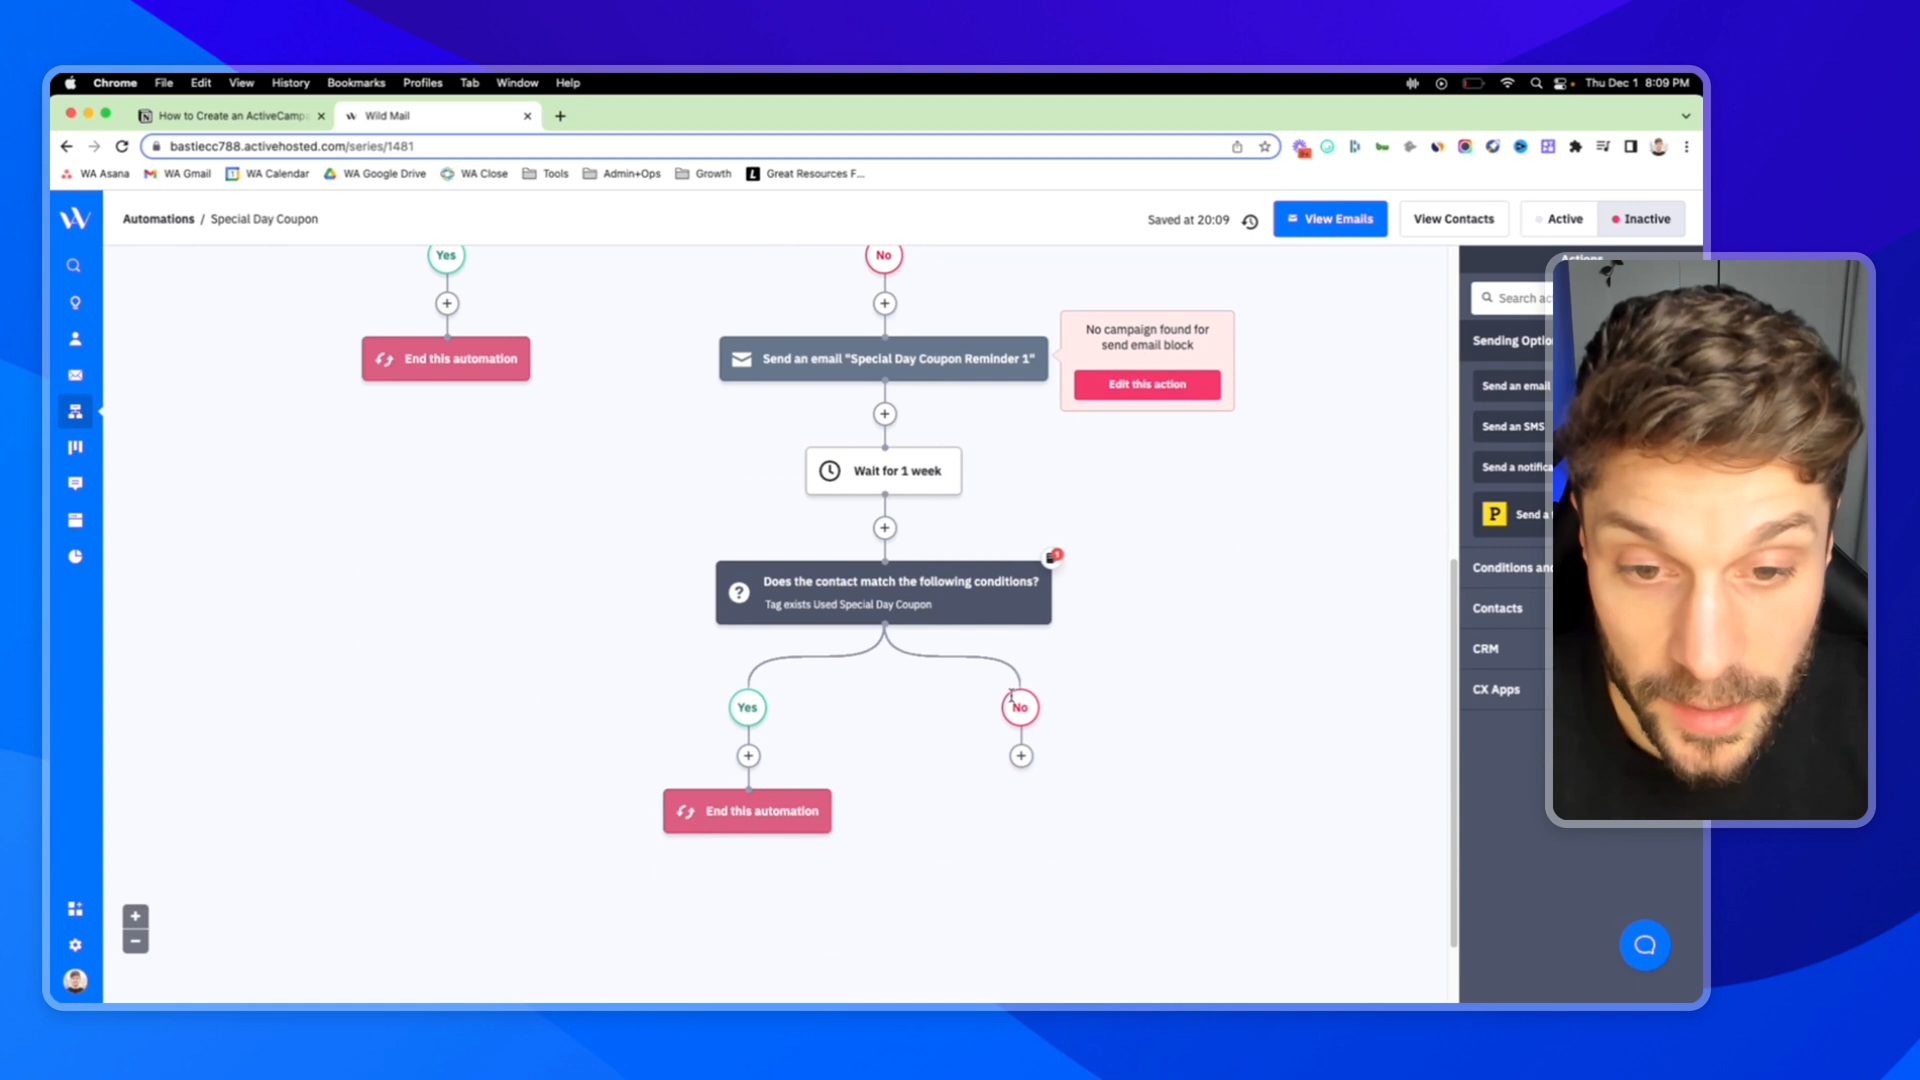 Chrome File Edit View History Bookmarks Profiles Tab Window Help
Thu Dec 1 8:09 PM
How to Create an ActiveCamp
Wild Mail
bastiecc788.activehosted.com/series/1481
WA Asana
WA Gmail
WA Calendar
WA Google Drive
WA Close
Tools
Admin+Ops
Growth
Great Resources F...
Automations / Special Day Coupon
Saved at 20:09
View Emails
View Contacts
Active
Inactive
Yes
No
End this automation
Send an email "Special Day Coupon Reminder 1"
No campaign found for
send email block
Edit this action
Wait for 1 week
Does the contact match the following conditions?
Tag exists Used Special Day Coupon
Yes
No
End this automation
Search ac
Sending Optio
Send an email
Send an SMS
Send a notifica
P Send a
Conditions and
Contacts
CRM
CX Apps